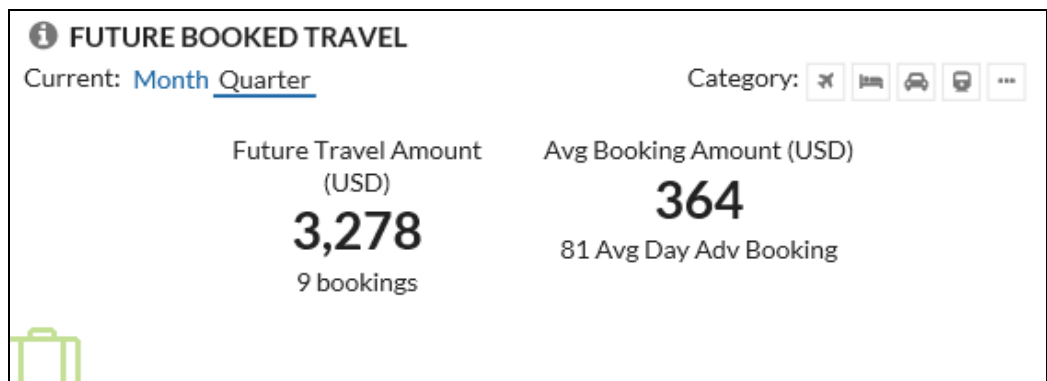 FUTURE BOOKED TRAVEL
Current: Month Quarter
Category:
Future Travel Amount
(USD)
3,278
9 bookings
Avg Booking Amount (USD)
364
81 Avg Day Adv Booking